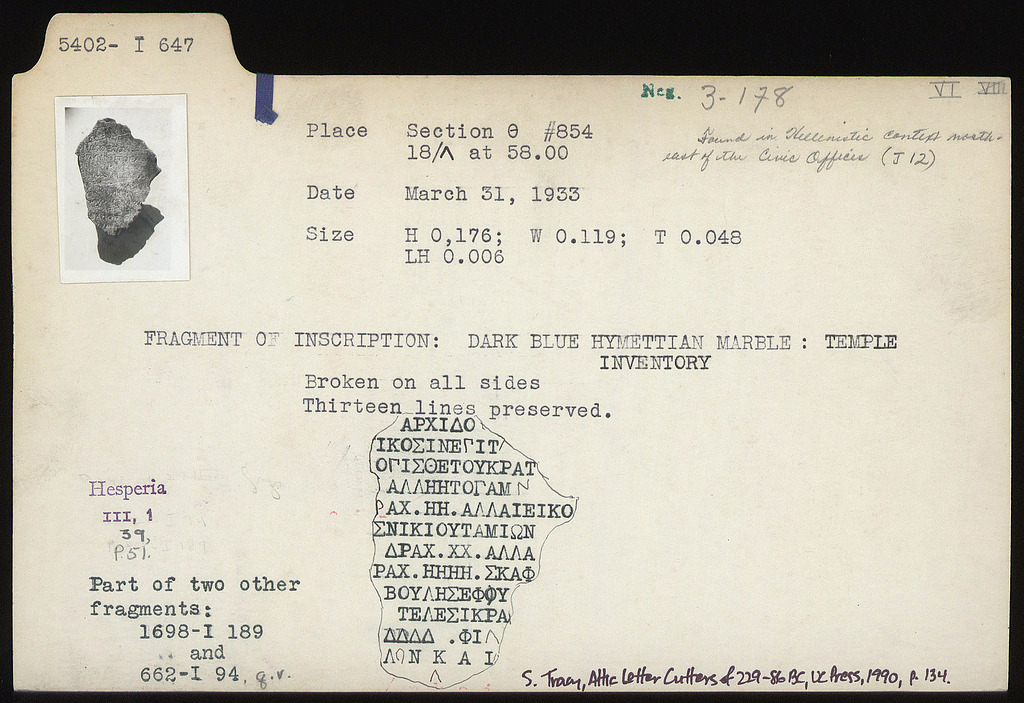 5402- I 647
Neg. 3-178
VI VIII
Found in Hellenistic context north-
east of the Civic Offices (J 12)
Place Section Θ #854
18/Λ at 58.00
Date March 31, 1933
Size H 0,176; W 0.119; T 0.048
LH 0.006
FRAGMENT OF INSCRIPTION: DARK BLUE HYMETTIAN MARBLE : TEMPLE
INVENTORY
Broken on all sides
Thirteen lines preserved.
ΑΡΧΙΔΟ
ΙΚΟΣΙΝΕΓΙΤ/
ΟΓΙΣΘΕΤΟΥΚΡΑΤ
ΑΛΛΗΗΤΟΓΑΜΝ
ΡΑΧ.ΗΗ.ΑΛΛΑΙΕΙΚΟ
ΣΝΙΚΙΟΥΤΑΜΙΩΝ
ΔΡΑΧ.ΧΧ.ΑΛΛΑ
ΡΑΧ.ΗΗΗΗ.ΣΚΑΦ
ΒΟΥΛΗΣΕΦΟΥ
ΤΕΛΕΣΙΚΡΑ
ΔΔΔΔ .ΦΙΛ
ΛΩΝ Κ Α Ι
Λ
Hesperia
III, 1
39,
P.51.
Part of two other
fragments:
1698-I 189
and
662-I 94, q.v.
S. Tracy, Attic Letter Cutters of 229-86 BC, UC Press, 1990, p. 134.